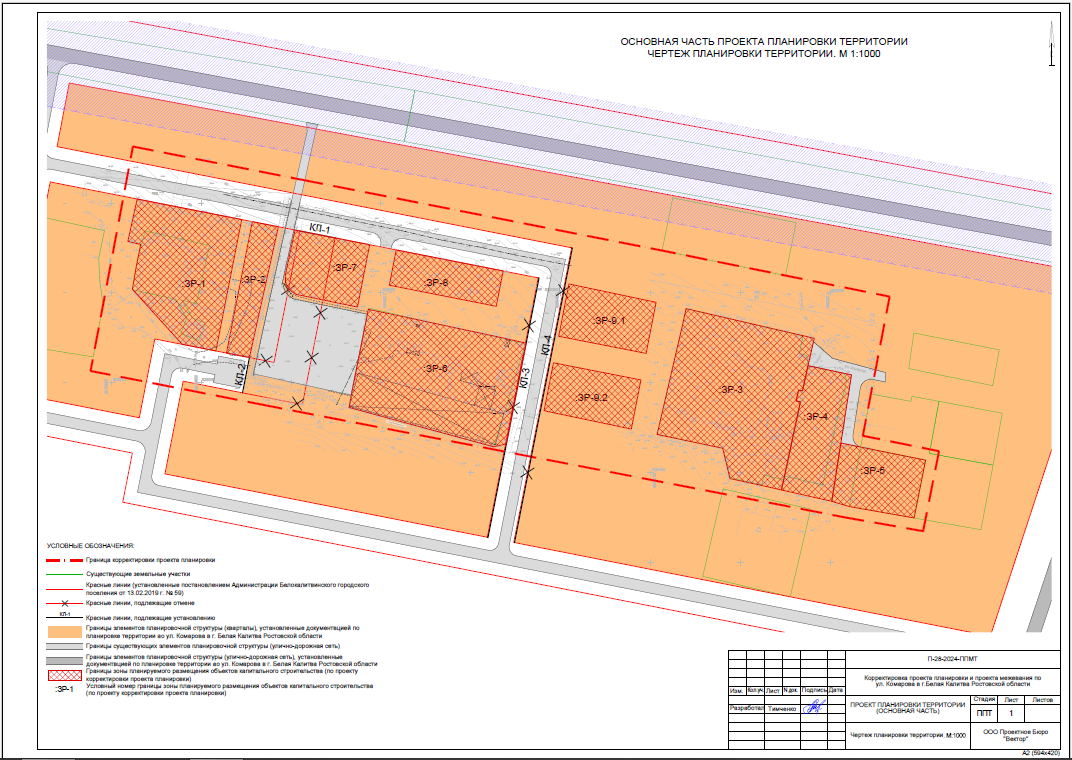 ОСНОВНАЯ ЧАСТЬ ПРОЕКТА ПЛАНИРОВКИ ТЕРРИТОРИИ
ЧЕРТЕЖ ПЛАНИРОВКИ ТЕРРИТОРИИ. М 1:1000
КЛ-1
:ЗР-1
:ЗР-2
:ЗР-7
:ЗР-8
:ЗР-6
КЛ-2
КЛ-3
КЛ-4
:ЗР-9.1
:ЗР-9.2
:ЗР-3
:ЗР-4
:ЗР-5
УСЛОВНЫЕ ОБОЗНАЧЕНИЯ:
Граница корректировки проекта планировки
Существующие земельные участки
Красные линии (установленные постановлением Администрации Белокалитвинского городского
поселения от 13.02.2019 г. № 59)
Красные линии, подлежащие отмене
КЛ-1
Красные линии, подлежащие установлению
Границы элементов планировочной структуры (кварталы), установленные документацией по
планировке территории во ул. Комарова в г. Белая Калитва Ростовской области
Границы существующих элементов планировочной структуры (улично-дорожная сеть)
Границы элементов планировочной структуры (улично-дорожная сеть), установленные
документацией по планировке территории во ул. Комарова в г. Белая Калитва Ростовской области
Границы зоны планируемого размещения объектов капитального строительства (по проекту
корректировки проекта планировки)
:ЗР-1
Условный номер границы зоны планируемого размещения объектов капитального строительства
(по проекту корректировки проекта планировки)
П-28-2024-ППМТ
Корректировка проекта планировки и проекта межевания по
ул. Комарова в г.Белая Калитва Ростовской области
Изм. Кол.уч. Лист N док. Подпись Дата
Разработал Тимченко
ПРОЕКТ ПЛАНИРОВКИ ТЕРРИТОРИИ
(ОСНОВНАЯ ЧАСТЬ)
Стадия Лист Листов
ППТ 1
Чертеж планировки территории. М:1000
ООО Проектное Бюро
"Вектор"
А2 (594х420)